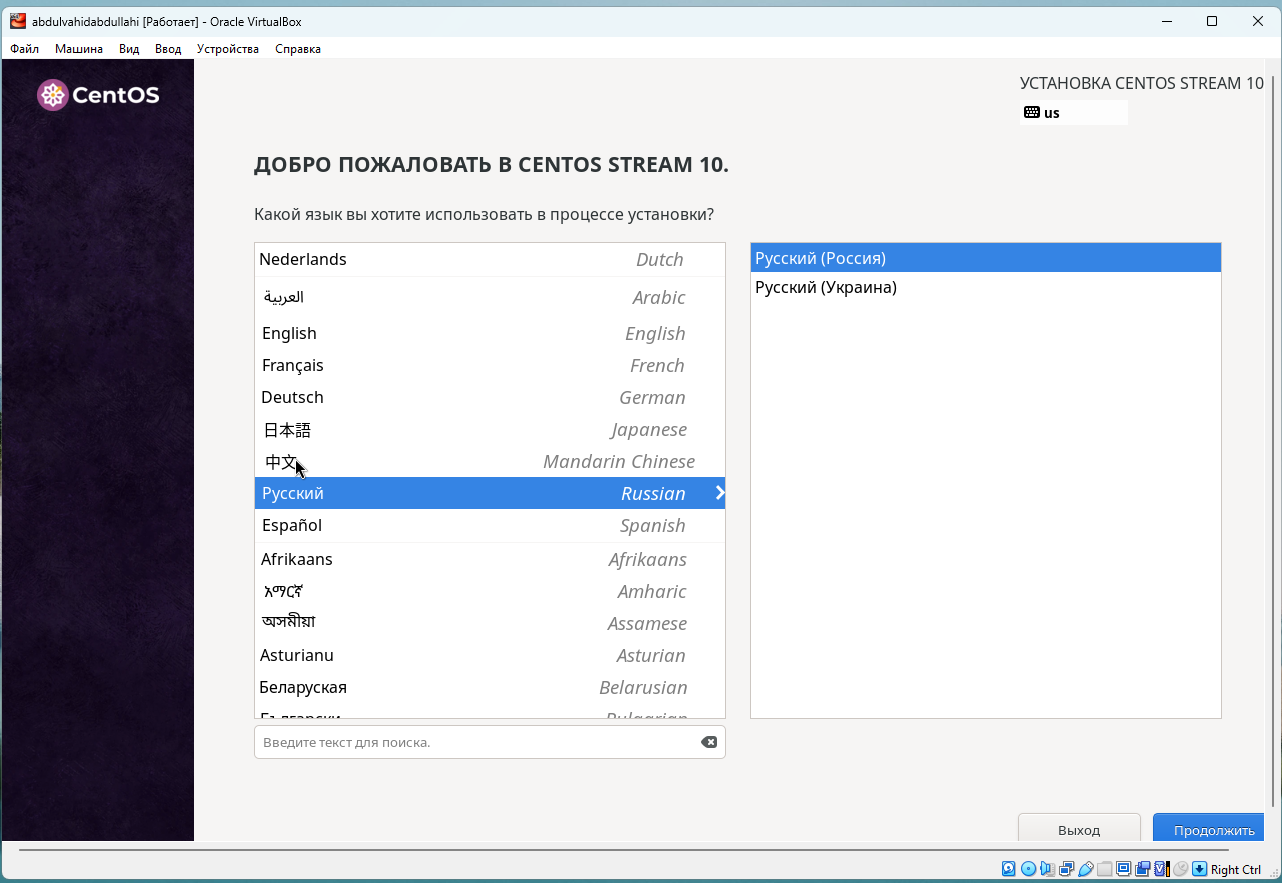 abdulvahidabdullahi [Работает] - Oracle VirtualBox
Файл Машина Вид Ввод Устройства Справка
CentOS
УСТАНОВКА CENTOS STREAM 10
us
ДОБРО ПОЖАЛОВАТЬ В CENTOS STREAM 10.
Какой язык вы хотите использовать в процессе установки?
Nederlands Dutch
العربية Arabic
English English
Français French
Deutsch German
日本語 Japanese
中文 Mandarin Chinese
Русский Russian
Español Spanish
Afrikaans Afrikaans
አማርኛ Amharic
অসমীয়া Assamese
Asturianu Asturian
Беларуская Belarusian
Български Bulgarian
Русский (Россия)
Русский (Украина)
Введите текст для поиска.
Выход
Продолжить
Right Ctrl